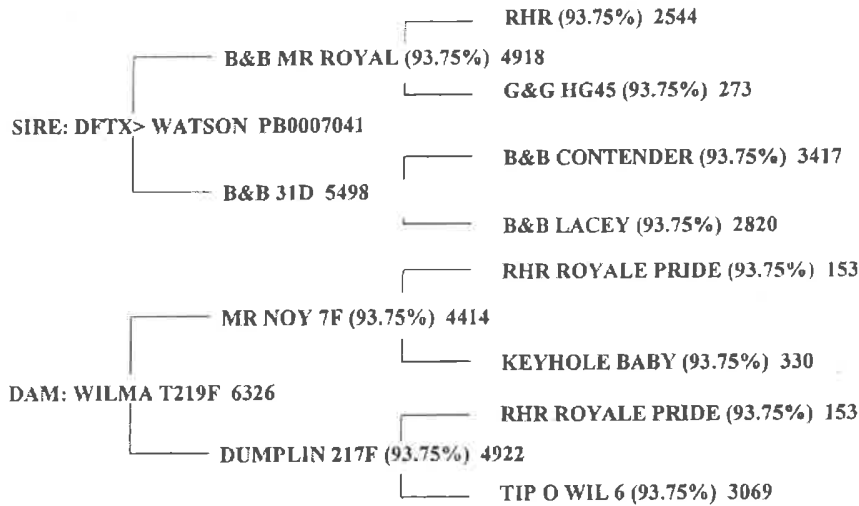 RHR (93.75%) 2544
B&B MR ROYAL (93.75%) 4918
G&G HG45 (93.75%) 273
SIRE: DFTX> WATSON PB0007041
B&B CONTENDER (93.75%) 3417
B&B 31D 5498
B&B LACEY (93.75%) 2820
RHR ROYALE PRIDE (93.75%) 153
MR NOY 7F (93.75%) 4414
KEYHOLE BABY (93.75%) 330
DAM: WILMA T219F 6326
RHR ROYALE PRIDE (93.75%) 153
DUMPLIN 217F (93.75%) 4922
TIP O WIL 6 (93.75%) 3069